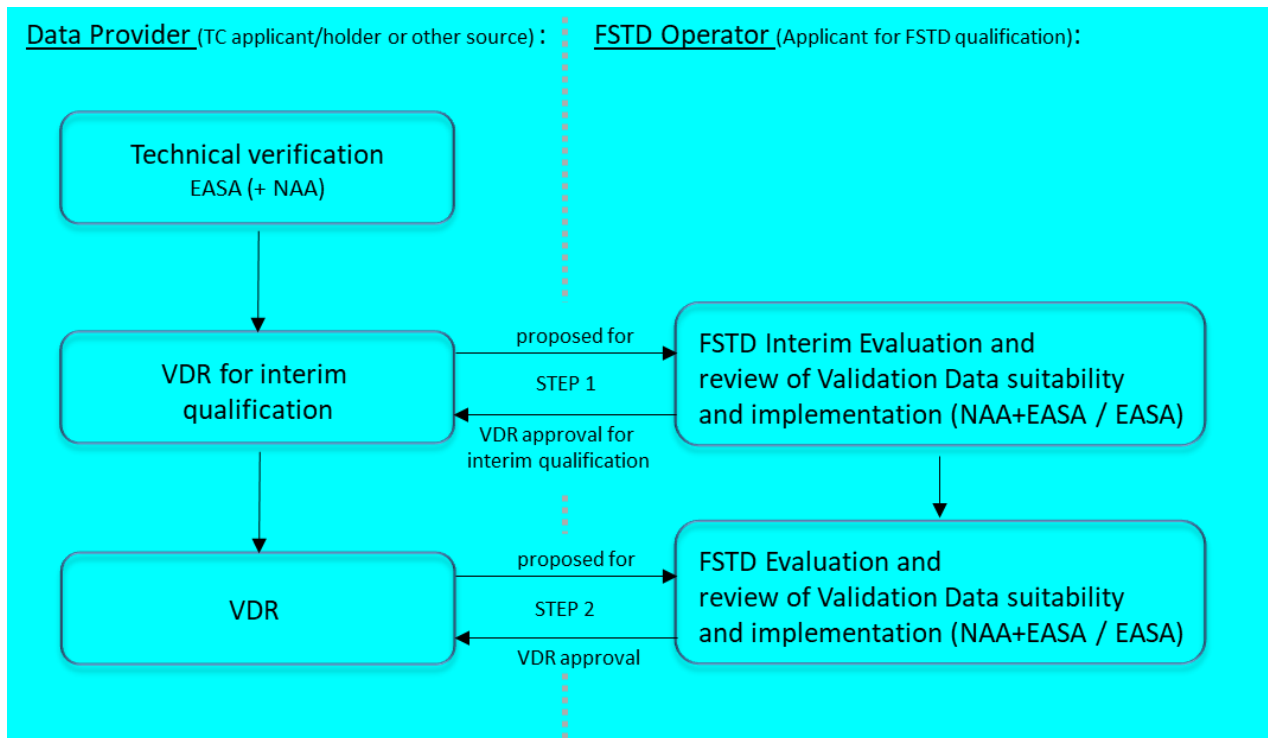 Data Provider (TC applicant/holder or other source) :
FSTD Operator (Applicant for FSTD qualification):
Technical verification
EASA (+ NAA)
VDR for interim
qualification
proposed for
STEP 1
VDR approval for
interim qualification
FSTD Interim Evaluation and
review of Validation Data suitability
and implementation (NAA+EASA / EASA)
VDR
proposed for
STEP 2
VDR approval
FSTD Evaluation and
review of Validation Data suitability
and implementation (NAA+EASA / EASA)